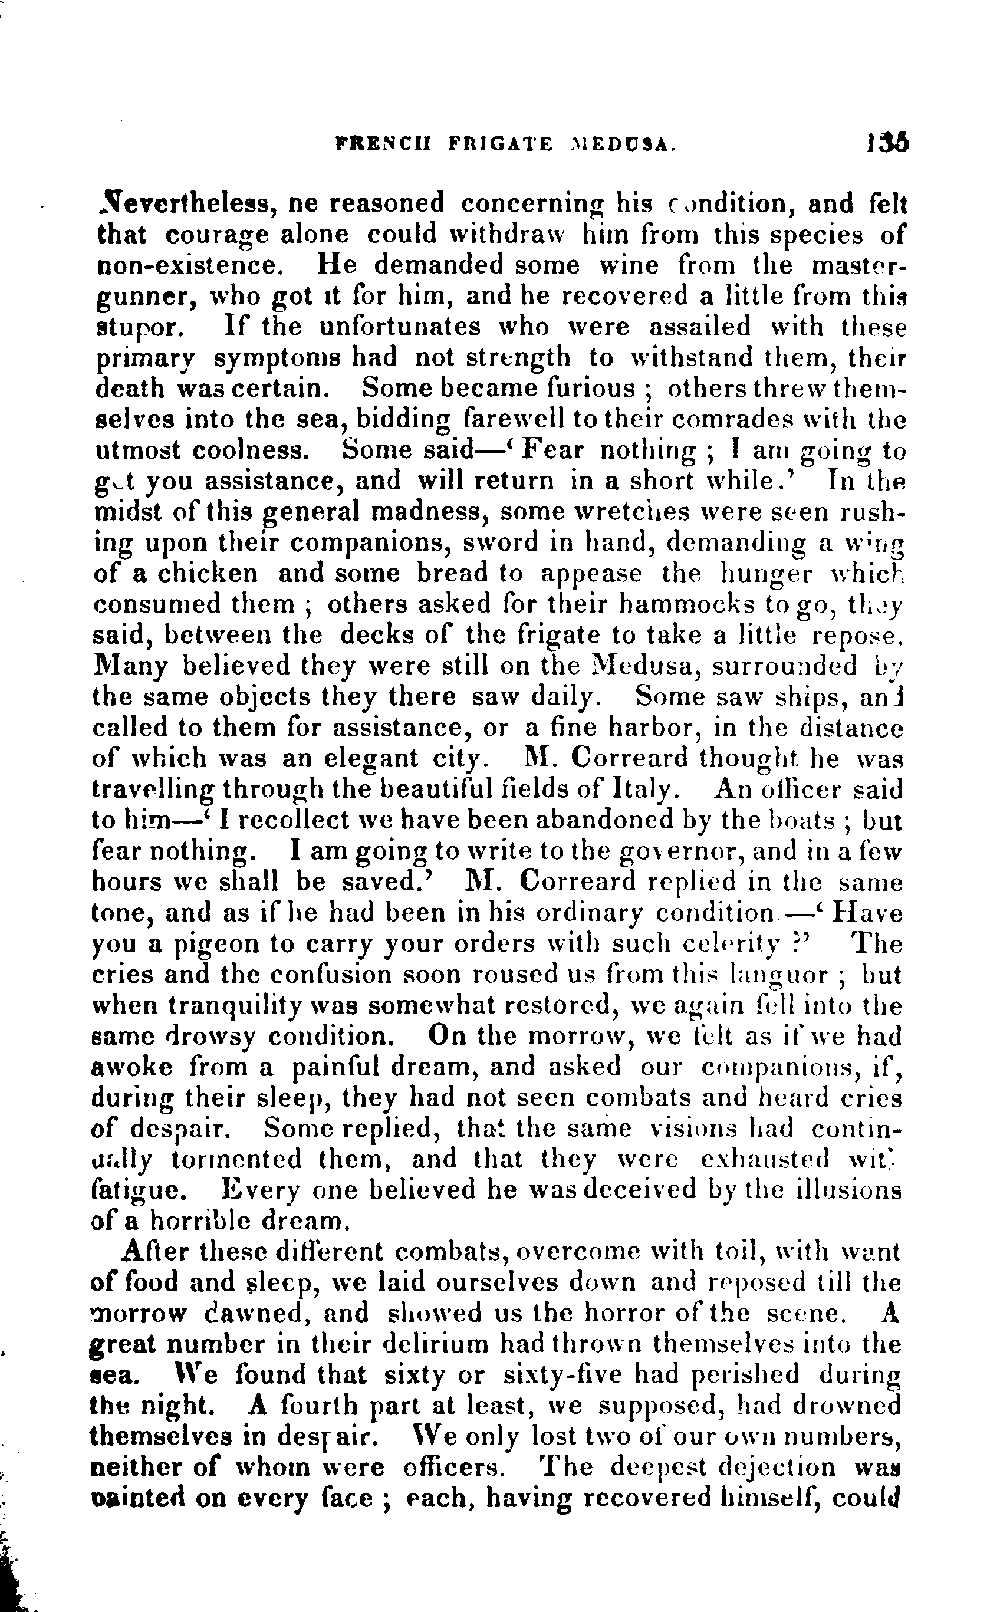 FRENCH FRIGATE MEDUSA. 135
Nevertheless, ne reasoned concerning his condition, and felt
that courage alone could withdraw him from this species of
non-existence. He demanded some wine from the master-
gunner, who got it for him, and he recovered a little from this
stupor. If the unfortunates who were assailed with these
primary symptoms had not strength to withstand them, their
death was certain. Some became furious ; others threw them-
selves into the sea, bidding farewell to their comrades with the
utmost coolness. Some said—‘ Fear nothing ; I am going to
get you assistance, and will return in a short while.’ In the
midst of this general madness, some wretches were seen rush-
ing upon their companions, sword in hand, demanding a wing
of a chicken and some bread to appease the hunger which
consumed them ; others asked for their hammocks to go, they
said, between the decks of the frigate to take a little repose.
Many believed they were still on the Medusa, surrounded by
the same objects they there saw daily. Some saw ships, and
called to them for assistance, or a fine harbor, in the distance
of which was an elegant city. M. Correard thought he was
travelling through the beautiful fields of Italy. An officer said
to him—‘ I recollect we have been abandoned by the boats ; but
fear nothing. I am going to write to the governor, and in a few
hours we shall be saved.’ M. Correard replied in the same
tone, and as if he had been in his ordinary condition.—‘ Have
you a pigeon to carry your orders with such celerity ?’ The
cries and the confusion soon roused us from this languor ; but
when tranquility was somewhat restored, we again fell into the
same drowsy condition. On the morrow, we felt as if we had
awoke from a painful dream, and asked our companions, if,
during their sleep, they had not seen combats and heard cries
of despair. Some replied, that the same visions had contin-
ually tormented them, and that they were exhausted with
fatigue. Every one believed he was deceived by the illusions
of a horrible dream.
After these different combats, overcome with toil, with want
of food and sleep, we laid ourselves down and reposed till the
morrow dawned, and showed us the horror of the scene. A
great number in their delirium had thrown themselves into the
sea. We found that sixty or sixty-five had perished during
the night. A fourth part at least, we supposed, had drowned
themselves in despair. We only lost two of our own numbers,
neither of whom were officers. The deepest dejection was
painted on every face ; each, having recovered himself, could